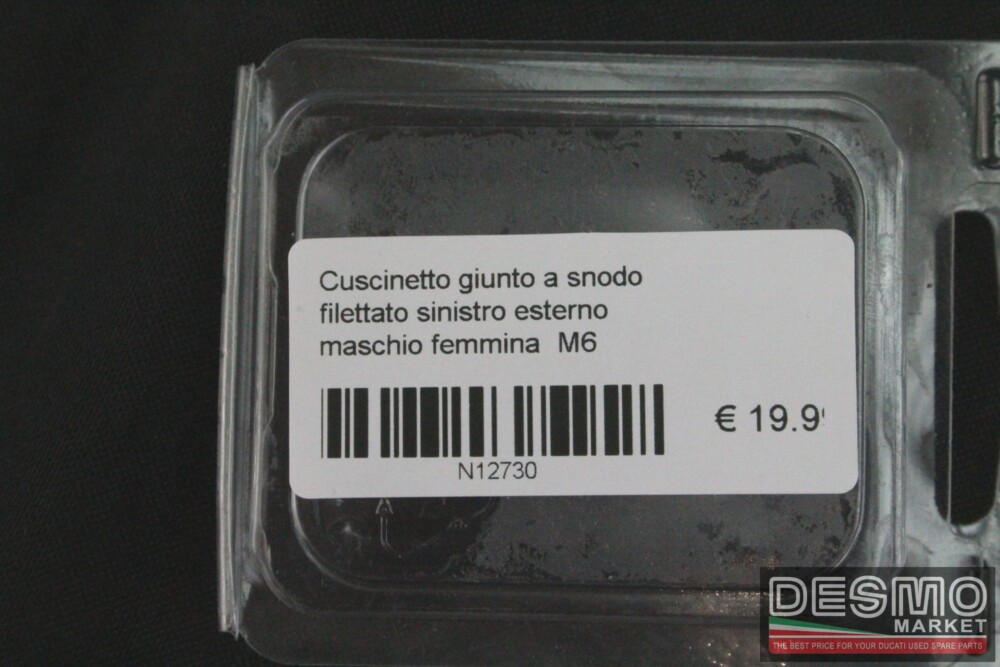 Cuscinetto giunto a snodo
filettato sinistro esterno
maschio femmina M6
€ 19.9
N12730
DESMO
MARKET
THE BEST PRICE FOR YOUR DUCATI USED SPARE PARTS